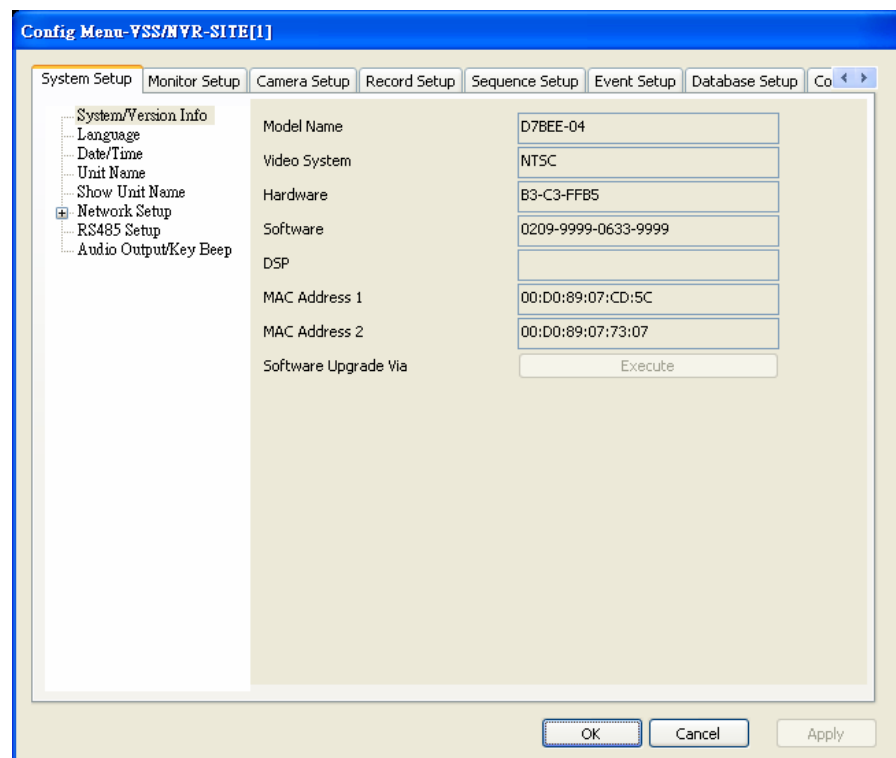 Config Menu-VSS/NVR-SITE[1]
System Setup Monitor Setup Camera Setup Record Setup Sequence Setup Event Setup Database Setup Co
System/Version Info
Language
Date/Time
Unit Name
Show Unit Name
Network Setup
RS485 Setup
Audio Output/Key Beep
Model Name D7BEE-04
Video System NTSC
Hardware B3-C3-FFB5
Software 0209-9999-0633-9999
DSP
MAC Address 1 00:D0:89:07:CD:5C
MAC Address 2 00:D0:89:07:73:07
Software Upgrade Via Execute
OK Cancel Apply